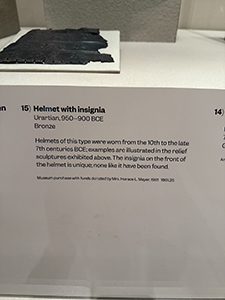 en
15) Helmet with insignia
14)
Urartian, 950–900 BCE
Bronze
Helmets of this type were worn from the 10th to the late
7th centuries BCE; examples are illustrated in the relief
sculptures exhibited above. The insignia on the front of
the helmet is unique; none like it have been found.
Museum purchase with funds donated by Mrs. Horace L. Mayer, 1981